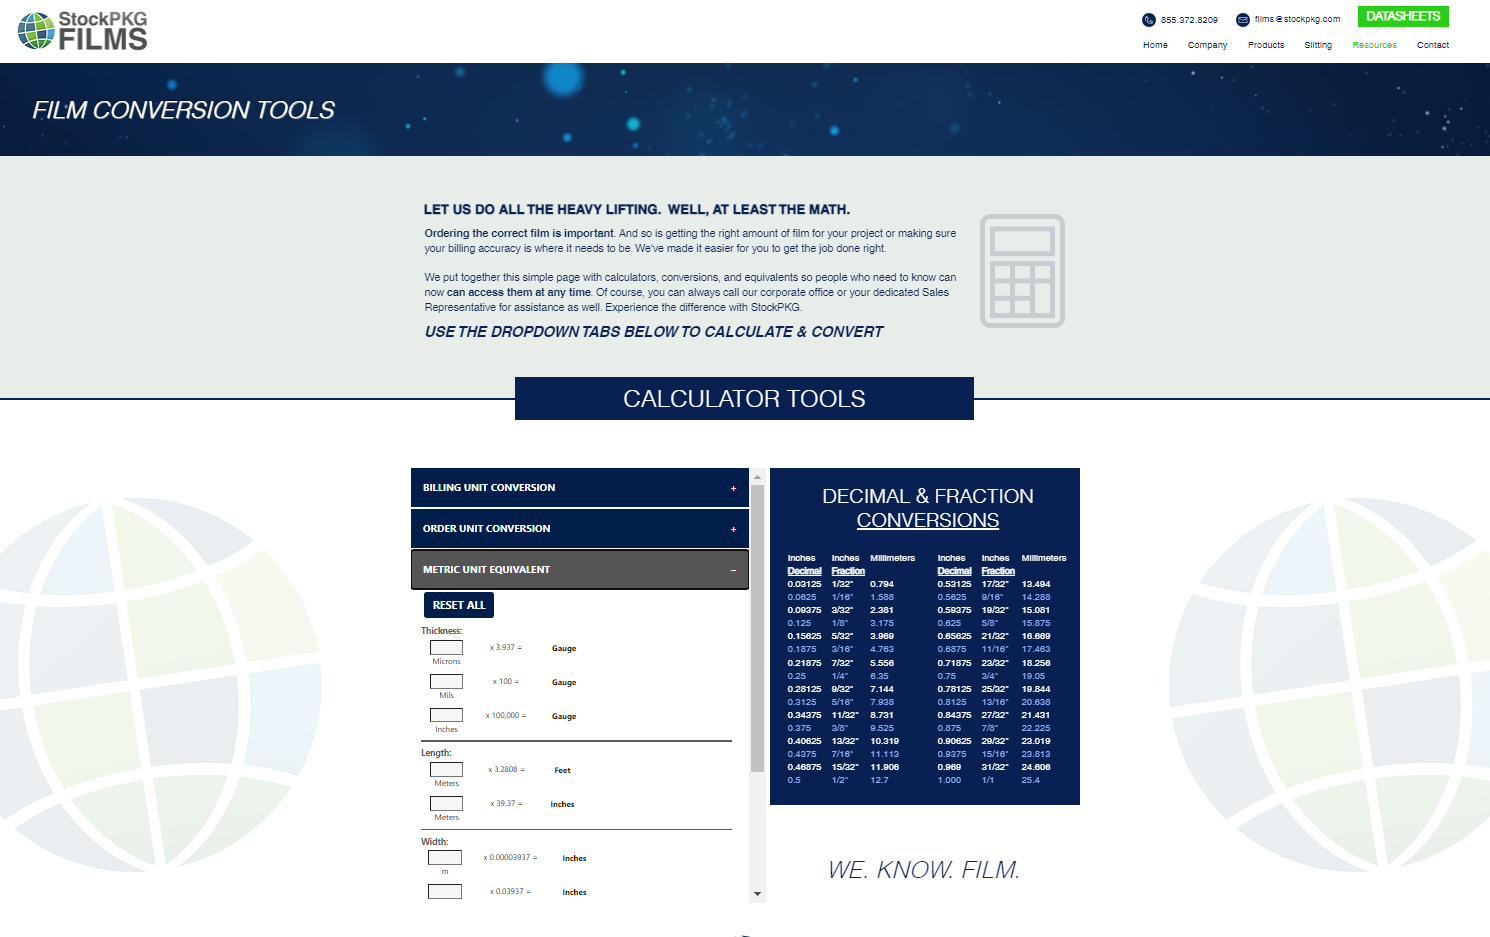 StockPKG
FILMS
855.372.8209
films@stockpkg.com
DATASHEETS
Home Company Products Slitting Resources Contact
FILM CONVERSION TOOLS
LET US DO ALL THE HEAVY LIFTING. WELL, AT LEAST THE MATH.
Ordering the correct film is important. And so is getting the right amount of film for your project or making sure
your billing accuracy is where it needs to be. We've made it easier for you to get the job done right.
We put together this simple page with calculators, conversions, and equivalents so people who need to know can
now can access them at any time. Of course, you can always call our corporate office or your dedicated Sales
Representative for assistance as well. Experience the difference with StockPKG.
USE THE DROPDOWN TABS BELOW TO CALCULATE & CONVERT
CALCULATOR TOOLS
BILLING UNIT CONVERSION +
ORDER UNIT CONVERSION +
METRIC UNIT EQUIVALENT –
RESET ALL
Thickness:
x 3.937 = Gauge
Microns
x 100 = Gauge
Mils
x 100,000 = Gauge
Inches
Length:
x 3.2808 = Feet
Meters
x 39.37 = Inches
Meters
Width:
x 0.00003937 = Inches
m
x 0.03937 = Inches
DECIMAL & FRACTION
CONVERSIONS
Inches Inches Millimeters Inches Inches Millimeters
Decimal Fraction Decimal Fraction
0.03125 1/32" 0.794 0.53125 17/32" 13.494
0.0625 1/16" 1.588 0.5625 9/16" 14.288
0.09375 3/32" 2.381 0.59375 19/32" 15.081
0.125 1/8" 3.175 0.625 5/8" 15.875
0.15625 5/32" 3.969 0.65625 21/32" 16.669
0.1875 3/16" 4.763 0.6875 11/16" 17.463
0.21875 7/32" 5.556 0.71875 23/32" 18.256
0.25 1/4" 6.35 0.75 3/4" 19.05
0.28125 9/32" 7.144 0.78125 25/32" 19.844
0.3125 5/16" 7.938 0.8125 13/16" 20.638
0.34375 11/32" 8.731 0.84375 27/32" 21.431
0.375 3/8" 9.525 0.875 7/8" 22.225
0.40625 13/32" 10.319 0.90625 29/32" 23.019
0.4375 7/16" 11.113 0.9375 15/16" 23.813
0.46875 15/32" 11.906 0.969 31/32" 24.606
0.5 1/2" 12.7 1.000 1/1 25.4
WE. KNOW. FILM.